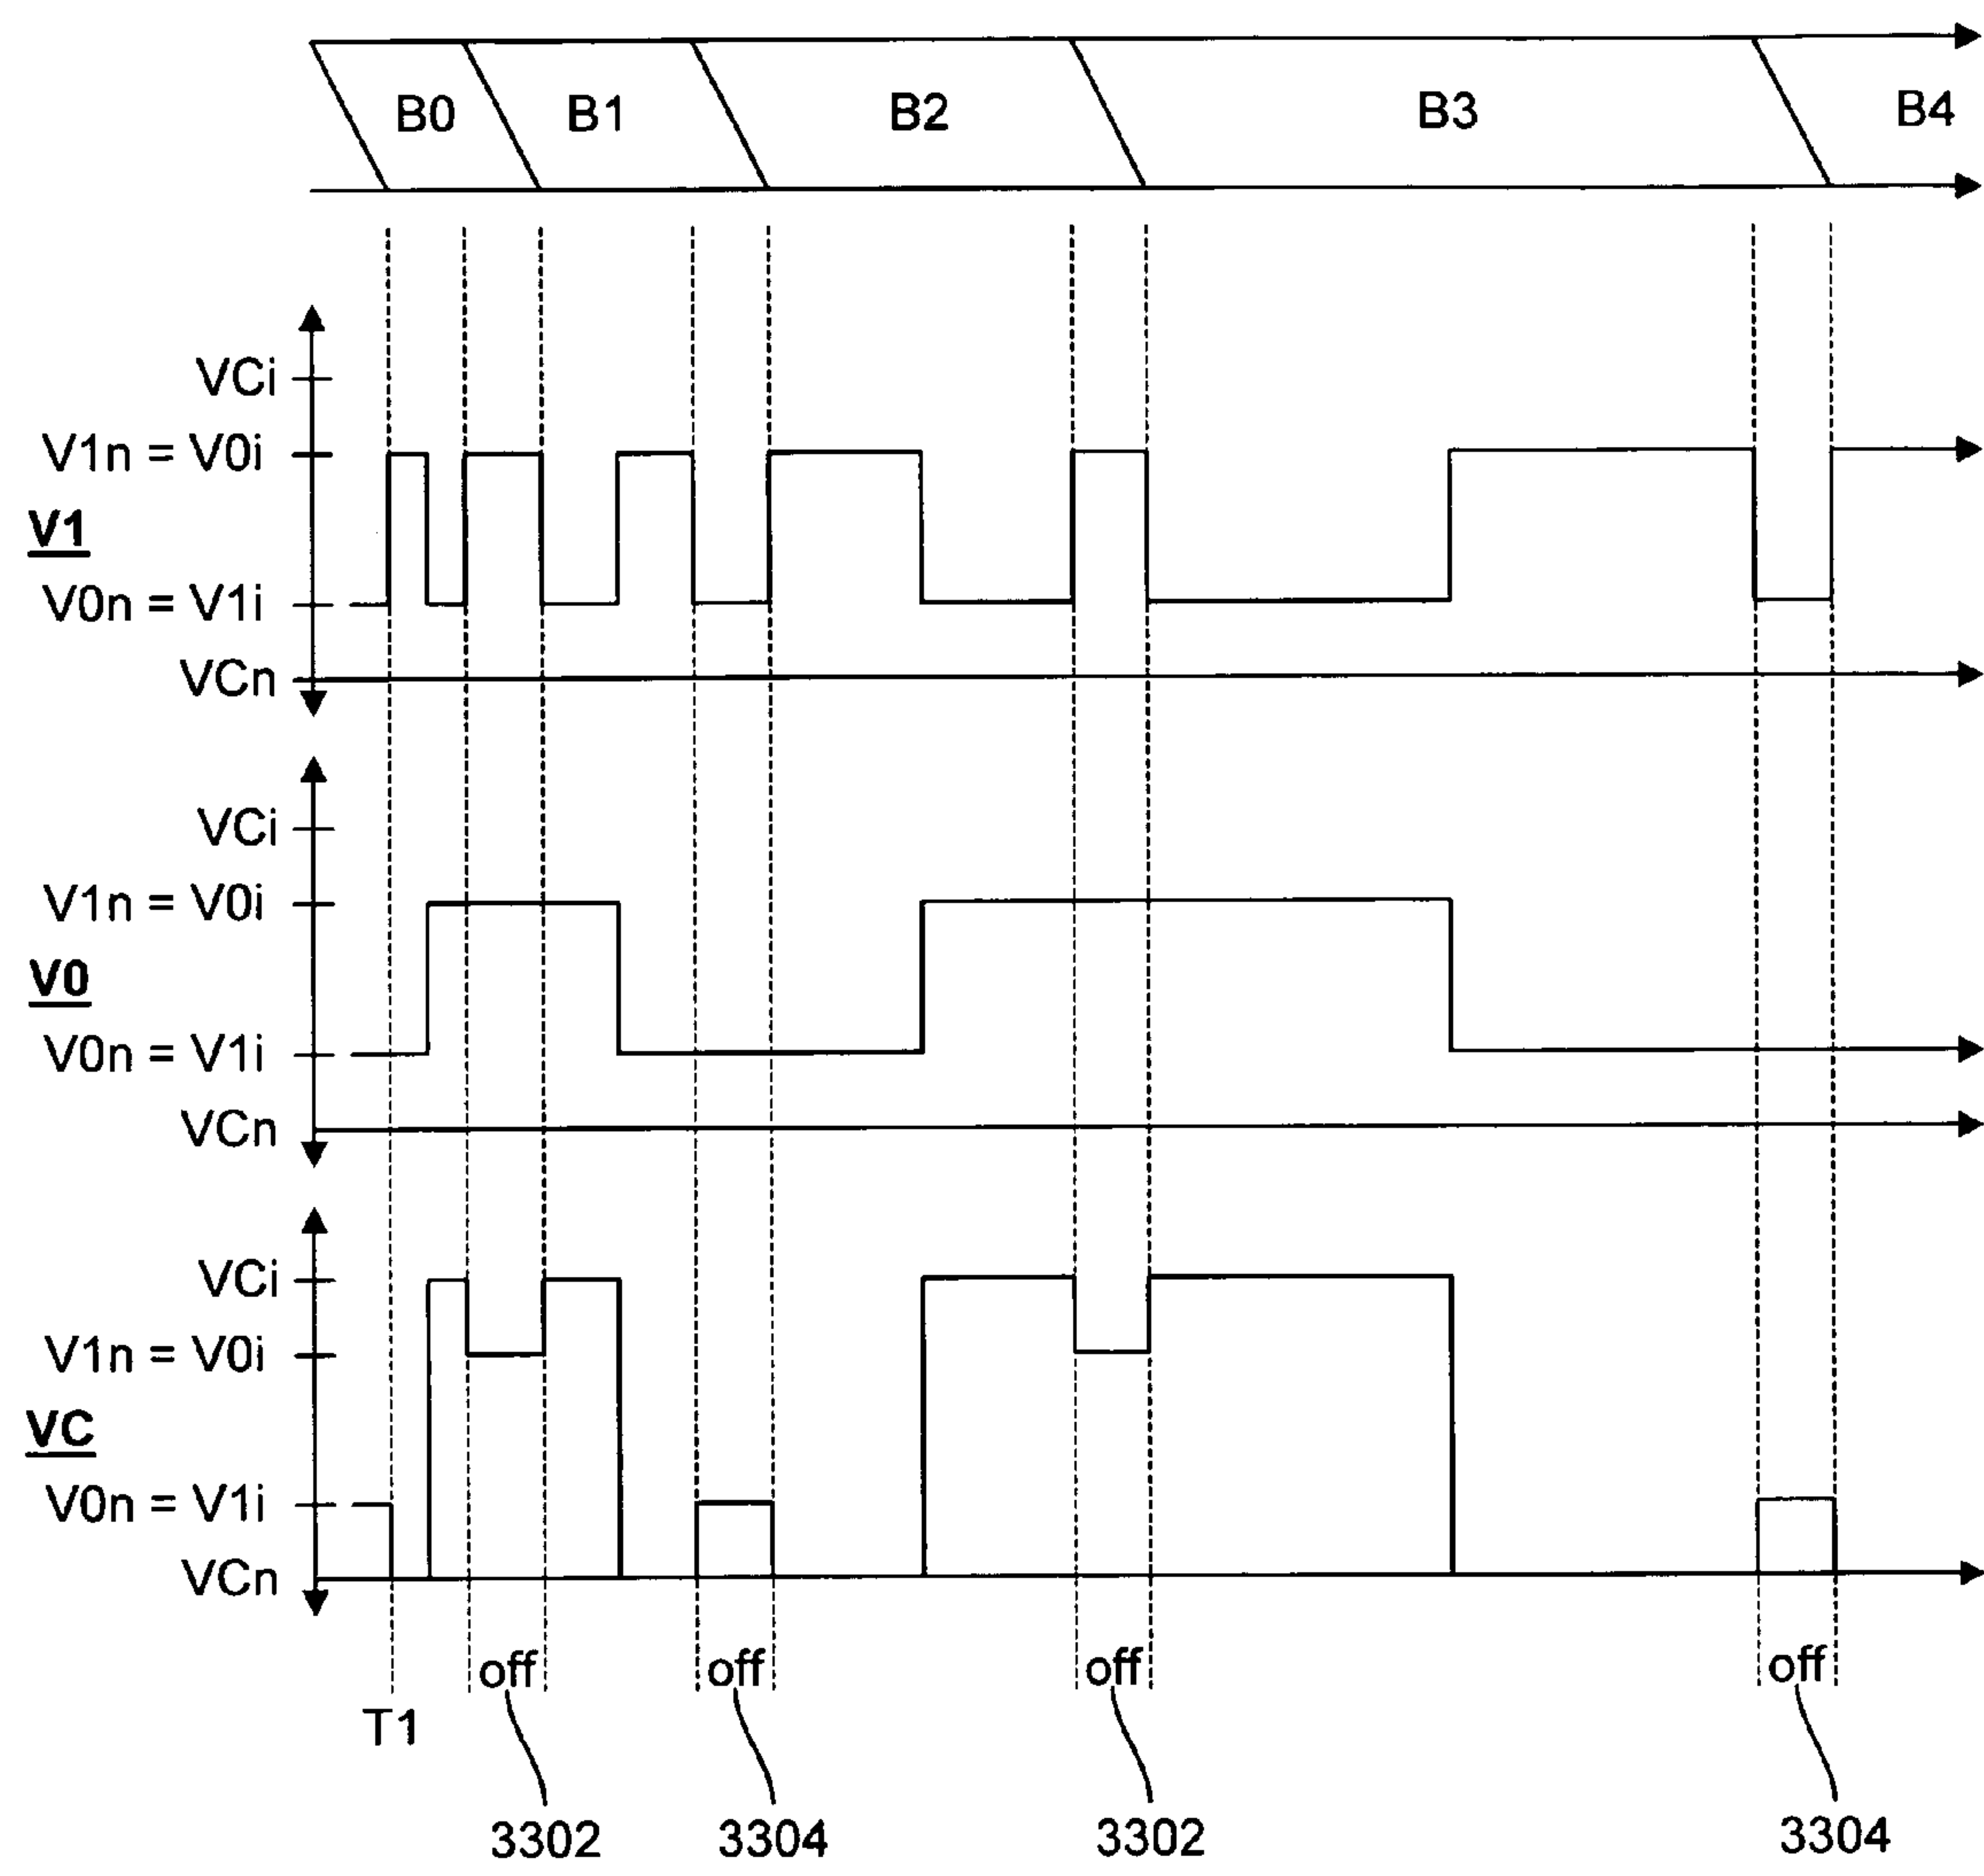 B0 B1 B2 B3 B4
VCi
V1n = V0i
V1
V0n = V1i
VCn
VCi
V1n = V0i
V0
V0n = V1i
VCn
VCi
V1n = V0i
VC
V0n = V1i
VCn
off off off off
T1
3302 3304 3302 3304